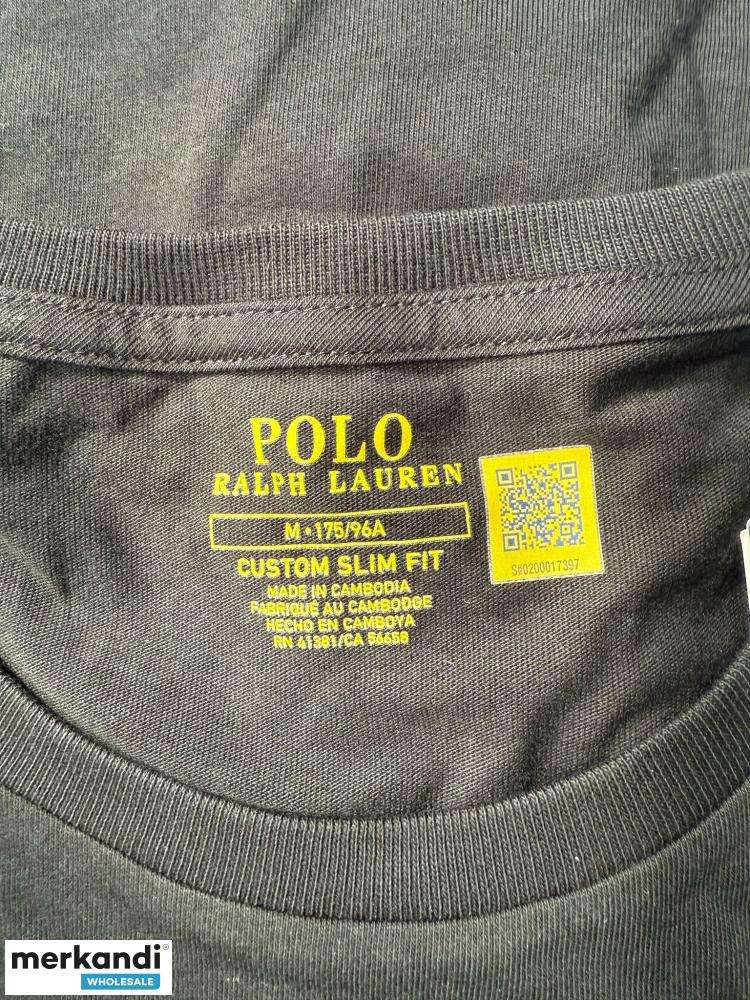 POLO
RALPH LAUREN
M•175/96A
CUSTOM SLIM FIT
MADE IN CAMBODIA
FABRIQUÉ AU CAMBODGE
HECHO EN CAMBOYA
RN 41381/CA 56658
S#0200017397
merkandi®
WHOLESALE